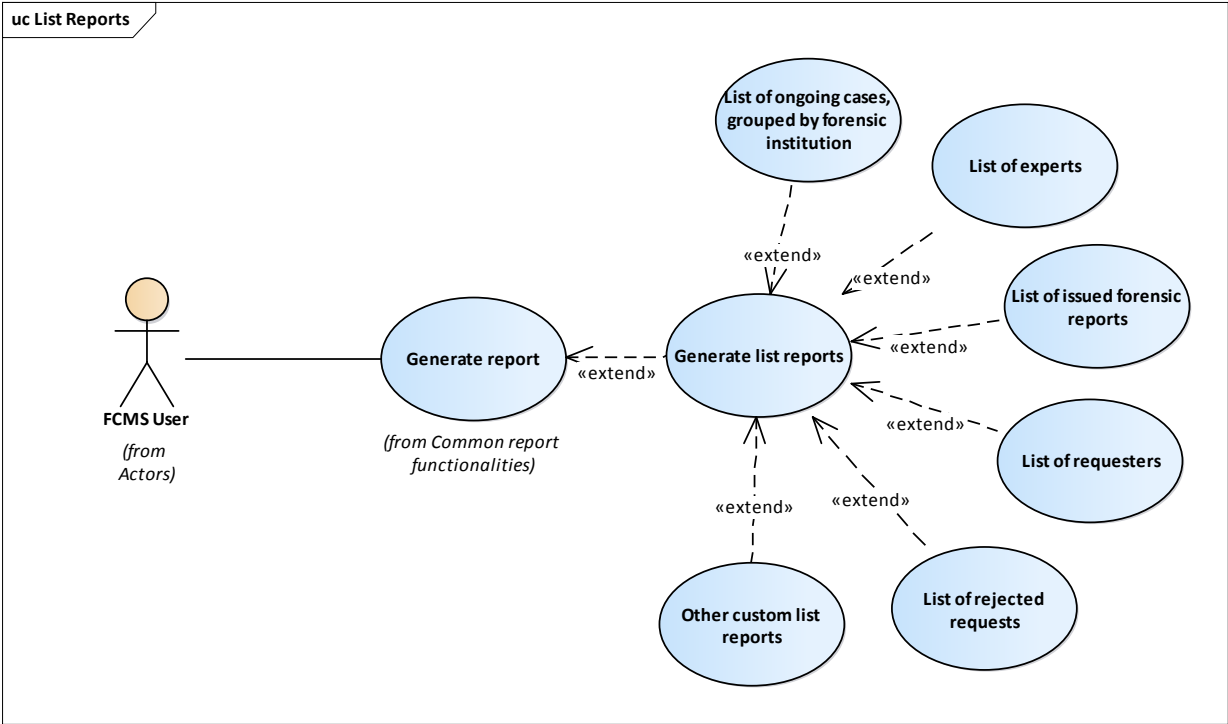 uc List Reports
List of ongoing cases,
grouped by forensic
institution
List of experts
«extend»
«extend»
List of issued forensic
reports
«extend»
Generate report
«extend»
Generate list reports
FCMS User
(from
Actors)
(from Common report
functionalities)
«extend»
List of requesters
«extend»
«extend»
Other custom list
reports
List of rejected
requests